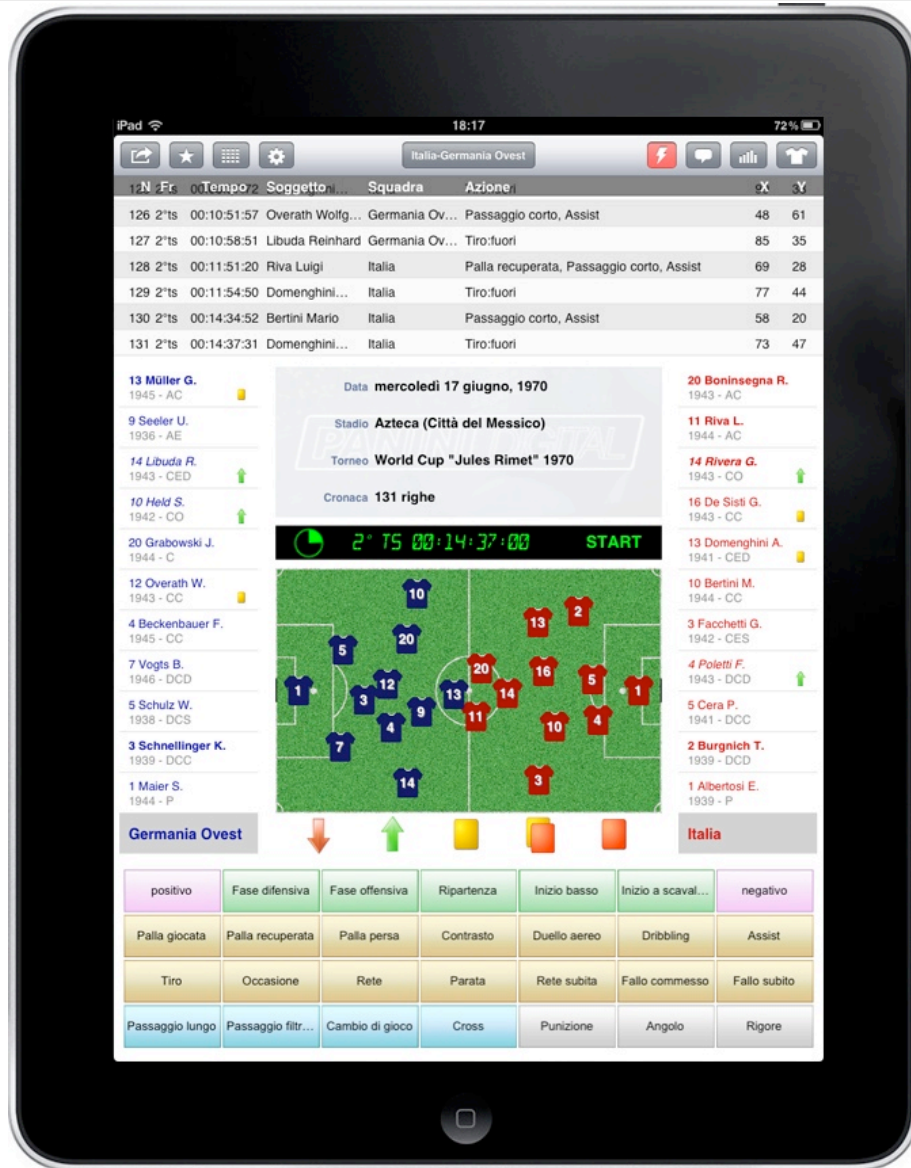 iPad 18:17 72%
Italia-Germania Ovest
N Fr Tempo Soggetto Squadra Azione X Y
126 2°ts 00:10:51:57 Overath Wolfg... Germania Ov... Passaggio corto, Assist 48 61
127 2°ts 00:10:58:51 Libuda Reinhard Germania Ov... Tiro:fuori 85 35
128 2°ts 00:11:51:20 Riva Luigi Italia Palla recuperata, Passaggio corto, Assist 69 28
129 2°ts 00:11:54:50 Domenghini... Italia Tiro:fuori 77 44
130 2°ts 00:14:34:52 Bertini Mario Italia Passaggio corto, Assist 58 20
131 2°ts 00:14:37:31 Domenghini... Italia Tiro:fuori 73 47
13 Müller G.
1945 - AC
9 Seeler U.
1936 - AE
14 Libuda R.
1943 - CED
10 Held S.
1942 - CO
20 Grabowski J.
1944 - C
12 Overath W.
1943 - CC
4 Beckenbauer F.
1945 - CC
7 Vogts B.
1946 - DCD
5 Schulz W.
1938 - DCS
3 Schnellinger K.
1939 - DCC
1 Maier S.
1944 - P
Germania Ovest
Data mercoledì 17 giugno, 1970
Stadio Azteca (Città del Messico)
PANINI DIGITAL
Torneo World Cup "Jules Rimet" 1970
Cronaca 131 righe
2° TS 00:14:37:00 START
10
2
13
20
5
20
16
5
12
1
13
14
1
3
9
11
4
4
10
7
14
3
20 Boninsegna R.
1943 - AC
11 Riva L.
1944 - AC
14 Rivera G.
1943 - CO
16 De Sisti G.
1943 - CC
13 Domenghini A.
1941 - CED
10 Bertini M.
1944 - CC
3 Facchetti G.
1942 - CES
4 Poletti F.
1943 - DCD
5 Cera P.
1941 - DCC
2 Burgnich T.
1939 - DCD
1 Albertosi E.
1939 - P
Italia
positivo Fase difensiva Fase offensiva Ripartenza Inizio basso Inizio a scaval... negativo
Palla giocata Palla recuperata Palla persa Contrasto Duello aereo Dribbling Assist
Tiro Occasione Rete Parata Rete subita Fallo commesso Fallo subito
Passaggio lungo Passaggio filtr... Cambio di gioco Cross Punizione Angolo Rigore